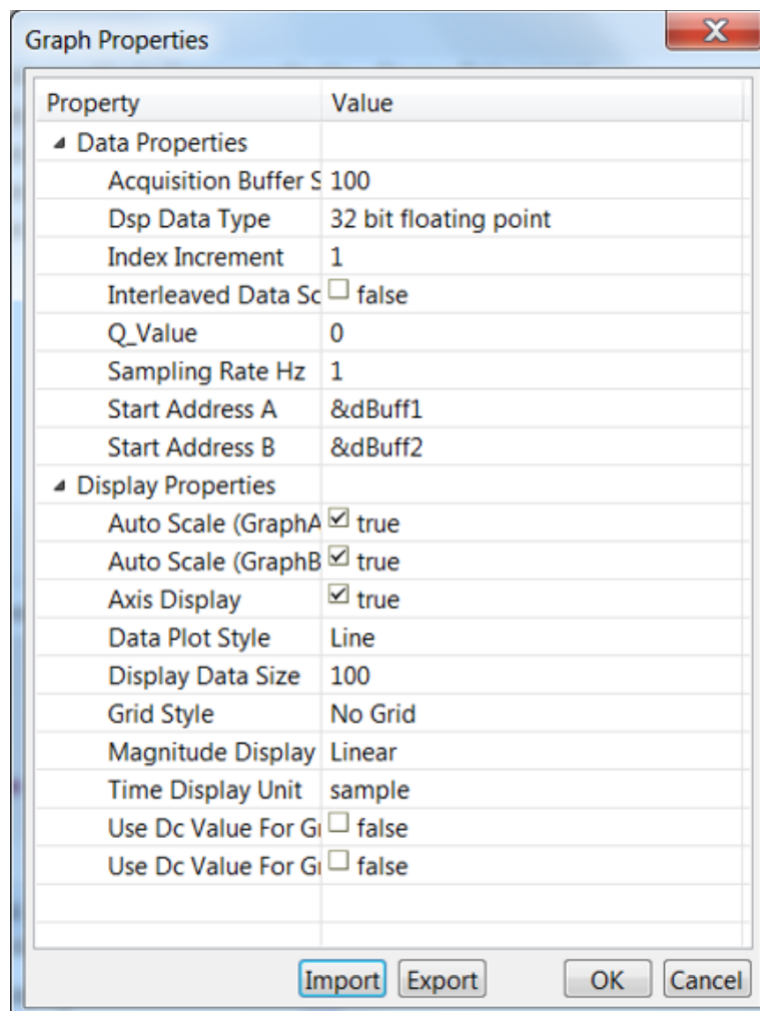 Graph Properties
Property Value
Data Properties
Acquisition Buffer S 100
Dsp Data Type 32 bit floating point
Index Increment 1
Interleaved Data Sc false
Q_Value 0
Sampling Rate Hz 1
Start Address A &dBuff1
Start Address B &dBuff2
Display Properties
Auto Scale (GraphA true
Auto Scale (GraphB true
Axis Display true
Data Plot Style Line
Display Data Size 100
Grid Style No Grid
Magnitude Display Linear
Time Display Unit sample
Use Dc Value For Gr false
Use Dc Value For Gr false
Import Export OK Cancel